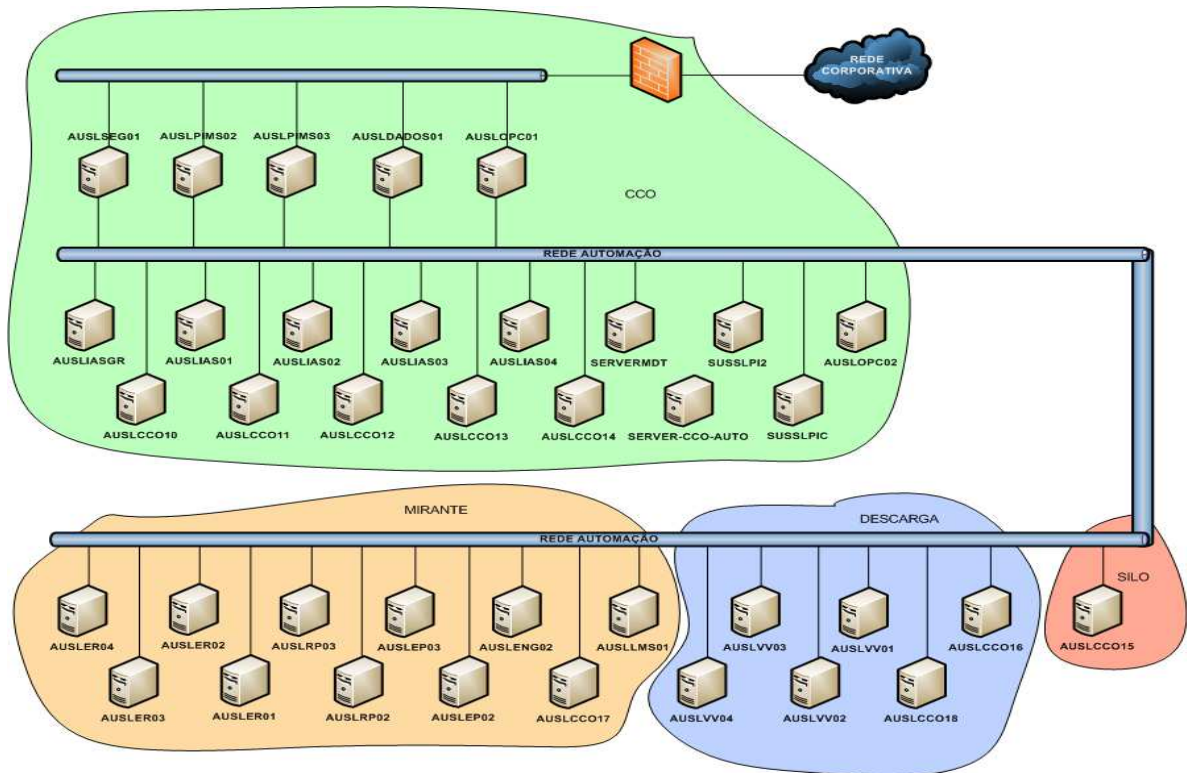 REDE
CORPORATIVA
AUSLSEG01
AUSLPIMS02
AUSLPIMS03
AUSLDADOS01
AUSLOPC01
CCO
REDE AUTOMAÇÃO
AUSLIASGR
AUSLIAS01
AUSLIAS02
AUSLIAS03
AUSLIAS04
SERVERMDT
SUSSLPI2
AUSLOPC02
AUSLCCO10
AUSLCCO11
AUSLCCO12
AUSLCCO13
AUSLCCO14
SERVER-CCO-AUTO
SUSSLPIC
MIRANTE
DESCARGA
REDE AUTOMAÇÃO
SILO
AUSLER04
AUSLER02
AUSLRP03
AUSLEP03
AUSLENG02
AUSLLMS01
AUSLVV03
AUSLVV01
AUSLCCO16
AUSLCCO15
AUSLER03
AUSLER01
AUSLRP02
AUSLEP02
AUSLCCO17
AUSLVV04
AUSLVV02
AUSLCCO18